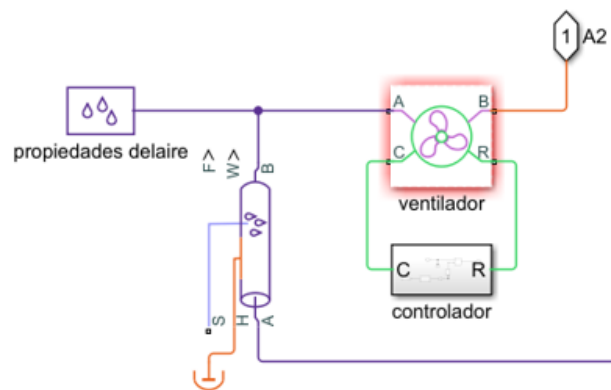 1 A2
propiedades delaire
F> W> B
S H A
A B
C R
ventilador
C R
controlador